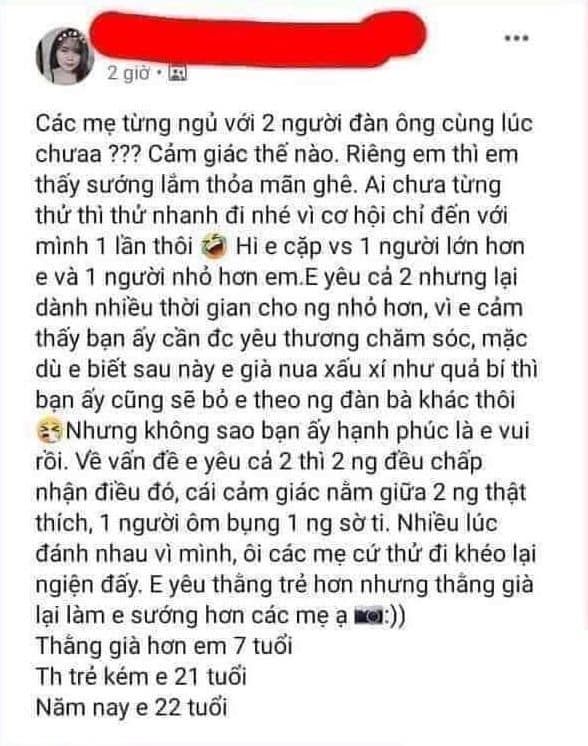 2 giờ
Các mẹ từng ngủ với 2 người đàn ông cùng lúc
chưaa ??? Cảm giác thế nào. Riêng em thì em
thấy sướng lắm thỏa mãn ghê. Ai chưa từng
thử thì thử nhanh đi nhé vì cơ hội chỉ đến với
mình 1 lần thôi 🤣 Hi e cặp vs 1 người lớn hơn
e và 1 người nhỏ hơn em.E yêu cả 2 nhưng lại
dành nhiều thời gian cho ng nhỏ hơn, vì e cảm
thấy bạn ấy cần đc yêu thương chăm sóc, mặc
dù e biết sau này e già nua xấu xí như quả bí thì
bạn ấy cũng sẽ bỏ e theo ng đàn bà khác thôi
😆Nhưng không sao bạn ấy hạnh phúc là e vui
rồi. Về vấn đề e yêu cả 2 thì 2 ng đều chấp
nhận điều đó, cái cảm giác nằm giữa 2 ng thật
thích, 1 người ôm bụng 1 ng sờ ti. Nhiều lúc
đánh nhau vì mình, ôi các mẹ cứ thử đi khéo lại
ngiện đấy. E yêu thằng trẻ hơn nhưng thằng già
lại làm e sướng hơn các mẹ ạ 📷:))
Thằng già hơn em 7 tuổi
Th trẻ kém e 21 tuổi
Năm nay e 22 tuổi